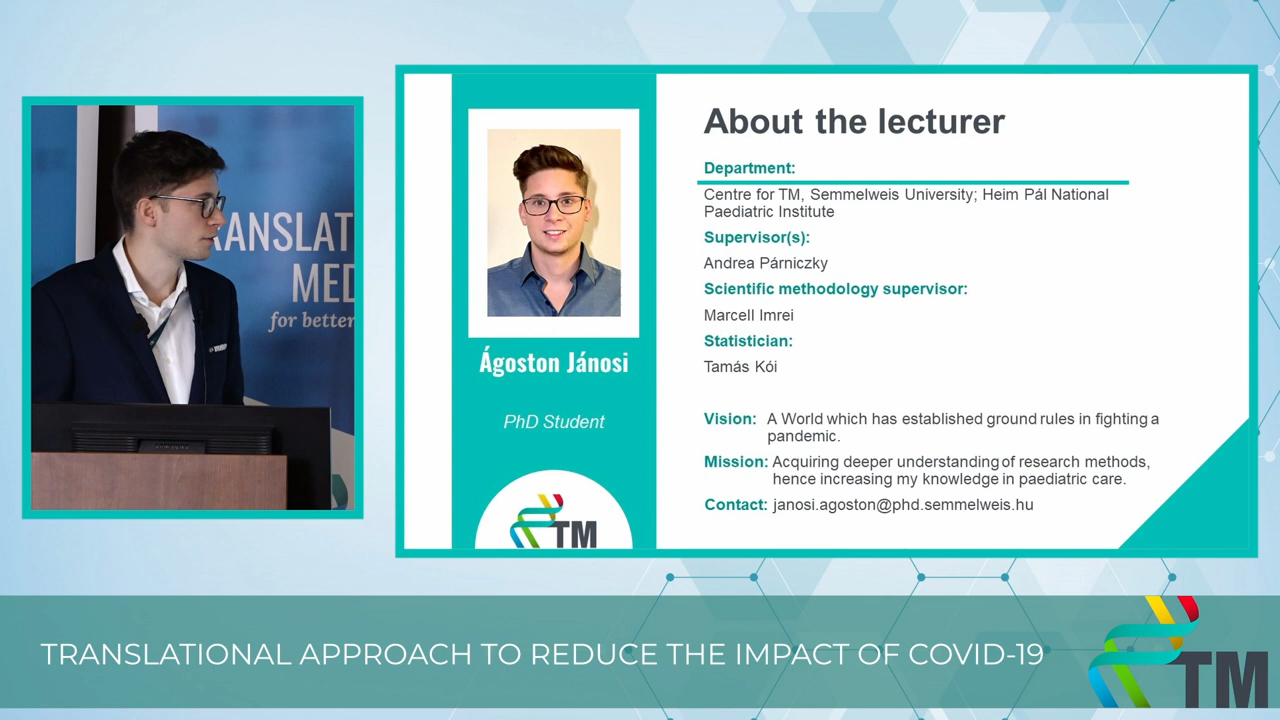 RANSLAT
MED
for better
Ágoston Jánosi
PhD Student
TM
About the lecturer
Department:
Centre for TM, Semmelweis University; Heim Pál National
Paediatric Institute
Supervisor(s):
Andrea Párniczky
Scientific methodology supervisor:
Marcell Imrei
Statistician:
Tamás Kói
Vision: A World which has established ground rules in fighting a
pandemic.
Mission: Acquiring deeper understanding of research methods,
hence increasing my knowledge in paediatric care.
Contact: janosi.agoston@phd.semmelweis.hu
TRANSLATIONAL APPROACH TO REDUCE THE IMPACT OF COVID-19
TM